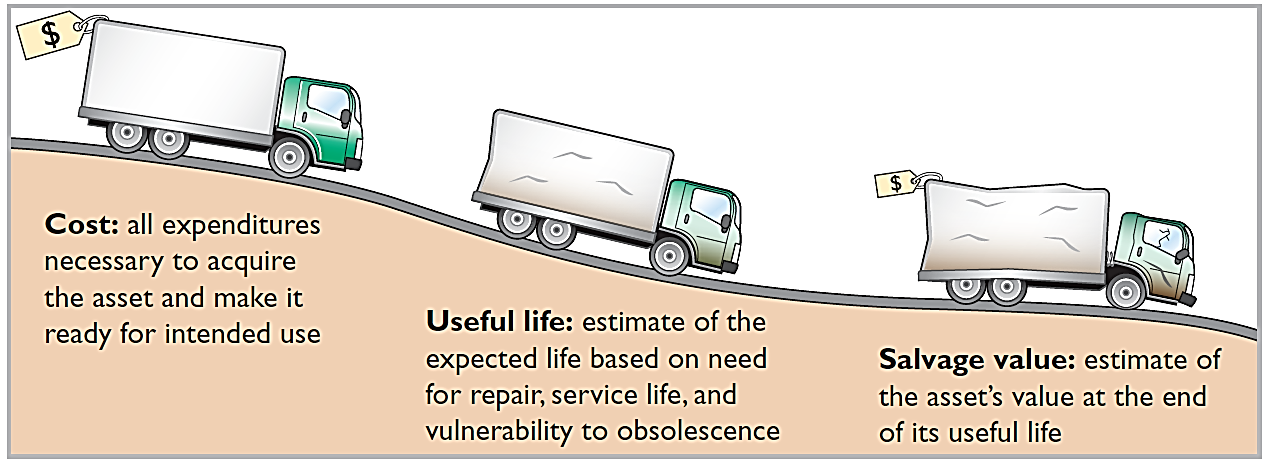 $
Cost: all expenditures
necessary to acquire
the asset and make it
ready for intended use
Useful life: estimate of the
expected life based on need
for repair, service life, and
vulnerability to obsolescence
$
Salvage value: estimate of
the asset's value at the end
of its useful life